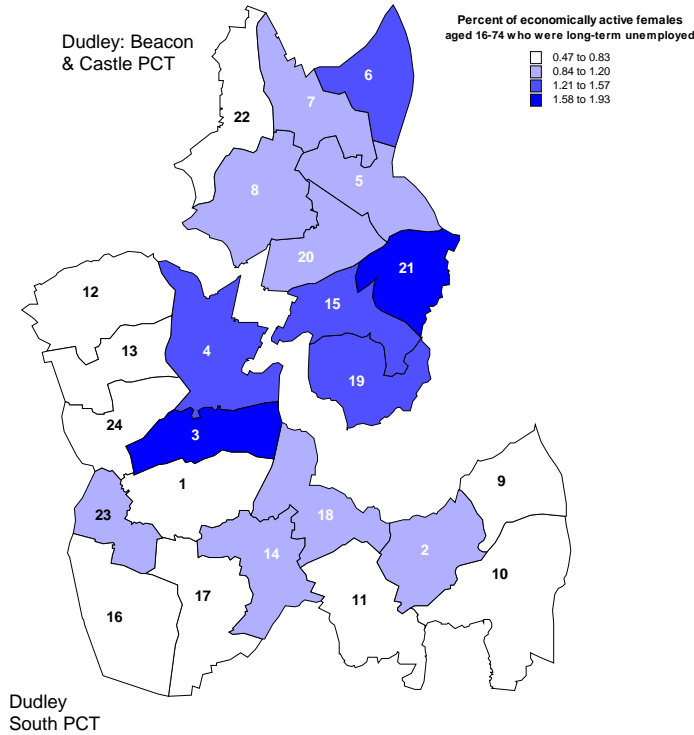 Percent of economically active females
aged 16-74 who were long-term unemployed
0.47 to 0.83
0.84 to 1.20
1.21 to 1.57
1.58 to 1.93
Dudley: Beacon
& Castle PCT
6
7
22
5
8
20
21
12
15
13
4
19
24
3
9
1
23
18
14
2
10
17
11
16
Dudley
South PCT